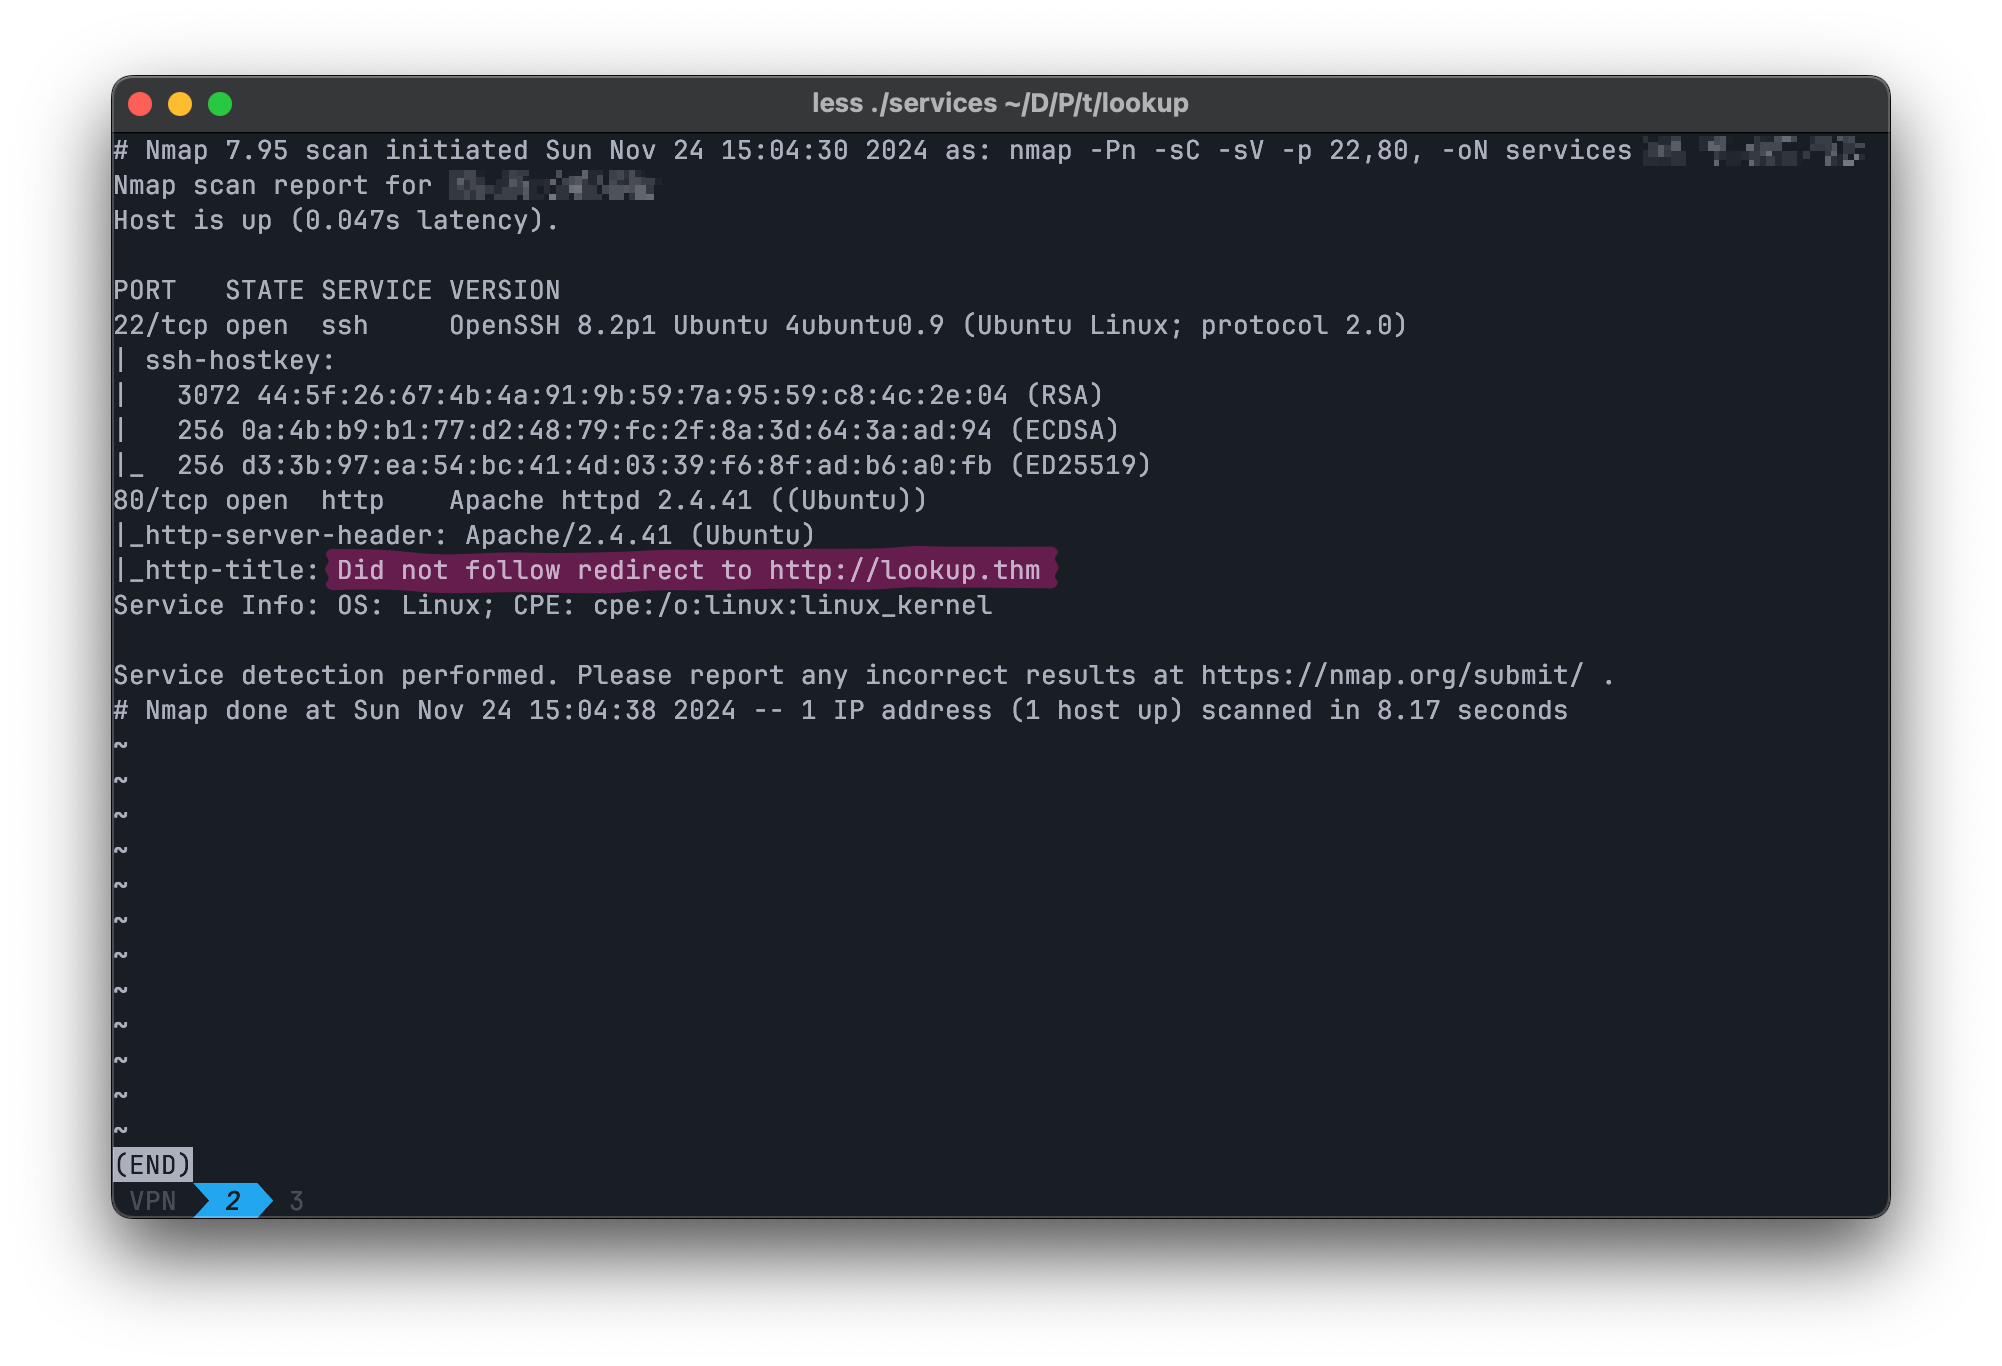 less ./services ~/D/P/t/lookup
# Nmap 7.95 scan initiated Sun Nov 24 15:04:30 2024 as: nmap -Pn -sC -sV -p 22,80, -oN services
Nmap scan report for
Host is up (0.047s latency).
PORT   STATE SERVICE VERSION
22/tcp open  ssh     OpenSSH 8.2p1 Ubuntu 4ubuntu0.9 (Ubuntu Linux; protocol 2.0)
| ssh-hostkey:
|   3072 44:5f:26:67:4b:4a:91:9b:59:7a:95:59:c8:4c:2e:04 (RSA)
|   256 0a:4b:b9:b1:77:d2:48:79:fc:2f:8a:3d:64:3a:ad:94 (ECDSA)
|_  256 d3:3b:97:ea:54:bc:41:4d:03:39:f6:8f:ad:b6:a0:fb (ED25519)
80/tcp open  http    Apache httpd 2.4.41 ((Ubuntu))
|_http-server-header: Apache/2.4.41 (Ubuntu)
|_http-title: Did not follow redirect to http://lookup.thm
Service Info: OS: Linux; CPE: cpe:/o:linux:linux_kernel
Service detection performed. Please report any incorrect results at https://nmap.org/submit/ .
# Nmap done at Sun Nov 24 15:04:38 2024 -- 1 IP address (1 host up) scanned in 8.17 seconds
~
~
~
~
~
~
~
~
~
~
~
~
(END)
VPN 2 3